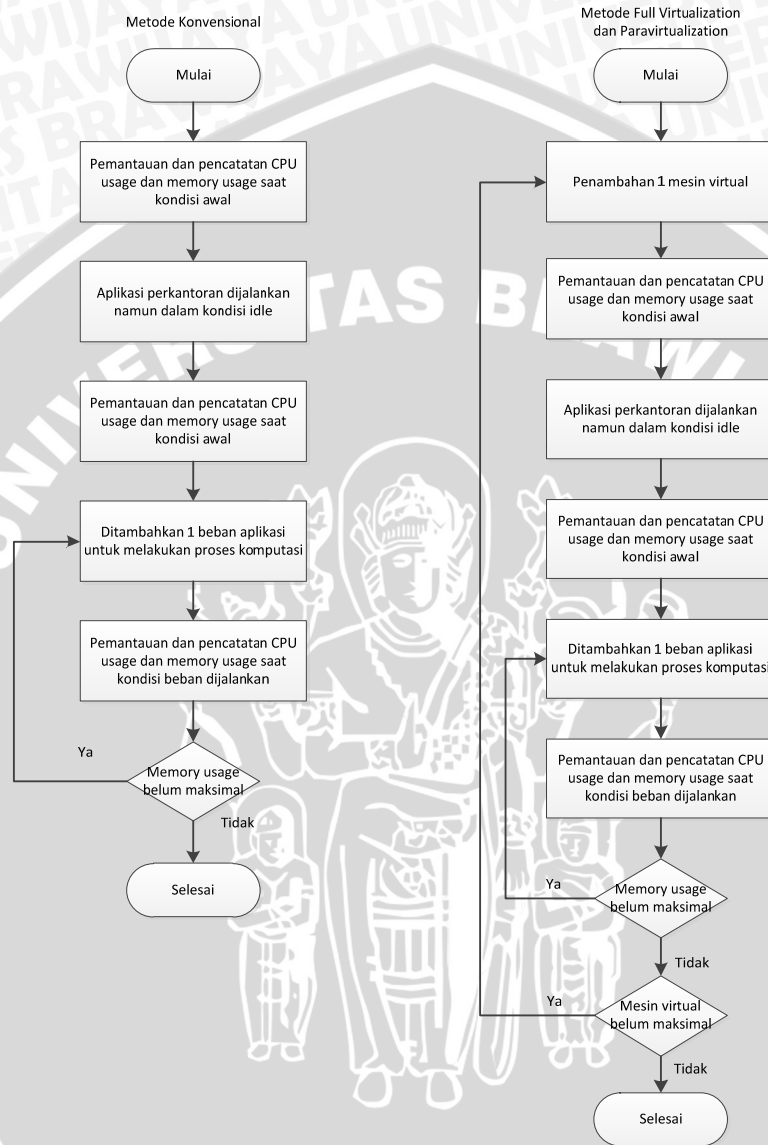 Metode Konvensional
Mulai
Pemantauan dan pencatatan CPU
usage dan memory usage saat
kondisi awal
Aplikasi perkantoran dijalankan
namun dalam kondisi idle
Pemantauan dan pencatatan CPU
usage dan memory usage saat
kondisi awal
Ditambahkan 1 beban aplikasi
untuk melakukan proses komputasi
Pemantauan dan pencatatan CPU
usage dan memory usage saat
kondisi beban dijalankan
Ya
Memory usage
belum maksimal
Tidak
Selesai
Metode Full Virtualization
dan Paravirtualization
Mulai
Penambahan 1 mesin virtual
Pemantauan dan pencatatan CPU
usage dan memory usage saat
kondisi awal
Aplikasi perkantoran dijalankan
namun dalam kondisi idle
Pemantauan dan pencatatan CPU
usage dan memory usage saat
kondisi awal
Ditambahkan 1 beban aplikasi
untuk melakukan proses komputasi
Pemantauan dan pencatatan CPU
usage dan memory usage saat
kondisi beban dijalankan
Ya
Memory usage
belum maksimal
Tidak
Ya
Mesin virtual
belum maksimal
Tidak
Selesai